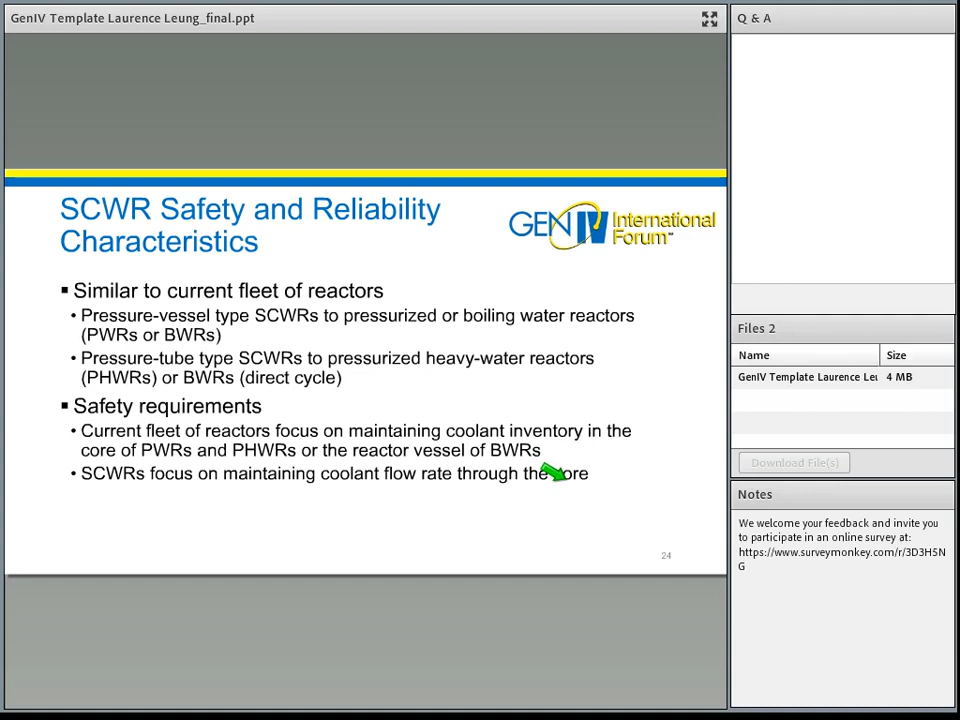 GenIV Template Laurence Leung_final.ppt
SCWR Safety and Reliability
Characteristics
GEN IV International
Forum™
▪ Similar to current fleet of reactors
• Pressure-vessel type SCWRs to pressurized or boiling water reactors
(PWRs or BWRs)
• Pressure-tube type SCWRs to pressurized heavy-water reactors
(PHWRs) or BWRs (direct cycle)
▪ Safety requirements
• Current fleet of reactors focus on maintaining coolant inventory in the
core of PWRs and PHWRs or the reactor vessel of BWRs
• SCWRs focus on maintaining coolant flow rate through the core
24
Q & A
Files 2
Name Size
GenIV Template Laurence Leu 4 MB
Download File(s)
Notes
We welcome your feedback and invite you
to participate in an online survey at:
https://www.surveymonkey.com/r/3D3H5N
G